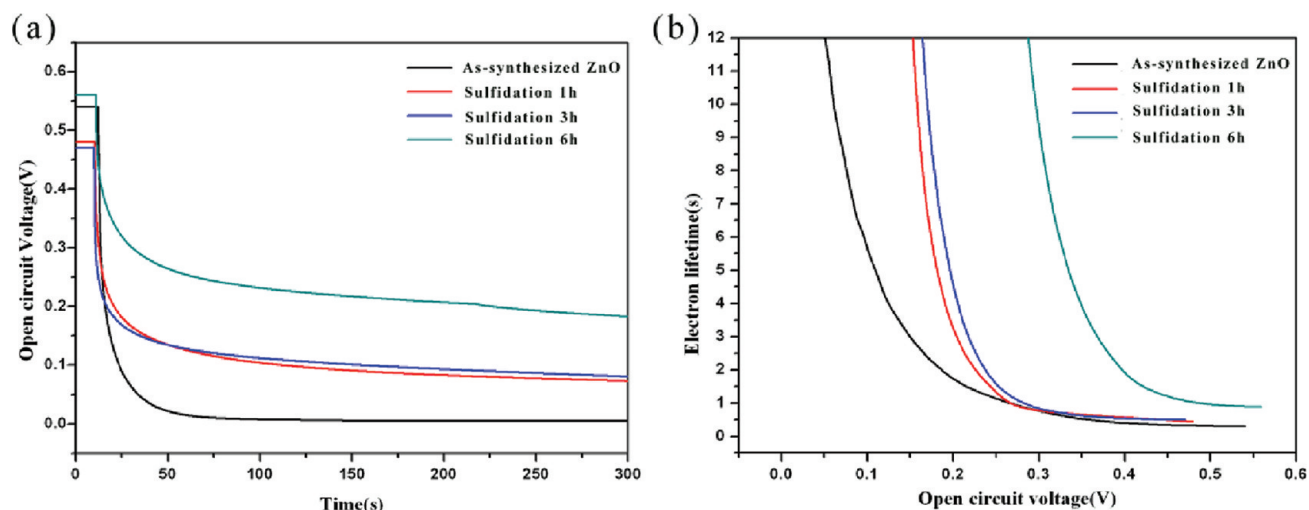 (a)
Open circuit Voltage(V)
0.6
0.5
0.4
0.3
0.2
0.1
0.0
As-synthesized ZnO
Sulfidation 1h
Sulfidation 3h
Sulfidation 6h
0 50 100 150 200 250 300
Time(s)
(b)
Electron lifetime(s)
12
11
10
9
8
7
6
5
4
3
2
1
0
As-synthesized ZnO
Sulfidation 1h
Sulfidation 3h
Sulfidation 6h
0.0 0.1 0.2 0.3 0.4 0.5 0.6
Open circuit voltage(V)